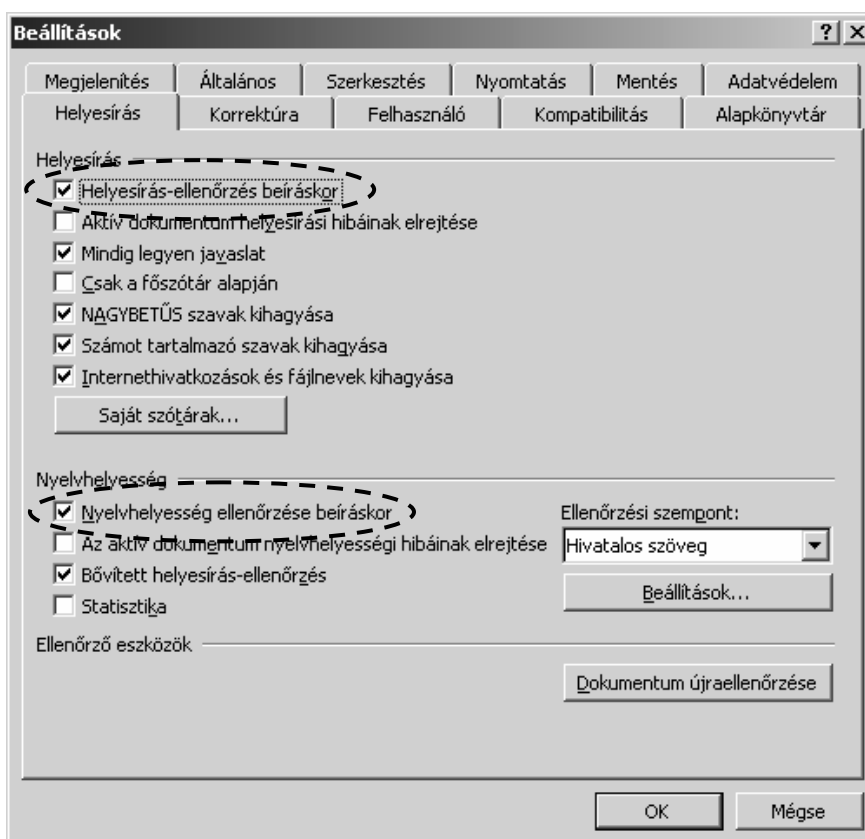 Beállítások
Megjelenítés Általános Szerkesztés Nyomtatás Mentés Adatvédelem
Helyesírás Korrektúra Felhasználó Kompatibilitás Alapkönyvtár
Helyesírás
Helyesírás-ellenőrzés beíráskor
Aktív dokumentum helyesírási hibáinak elrejtése
Mindig legyen javaslat
Csak a főszótár alapján
NAGYBETŰS szavak kihagyása
Számot tartalmazó szavak kihagyása
Internethivatkozások és fájlnevek kihagyása
Saját szótárak...
Nyelvhelyesség
Nyelvhelyesség ellenőrzése beíráskor
Az aktív dokumentum nyelvhelyességi hibáinak elrejtése
Bővített helyesírás-ellenőrzés
Statisztika
Ellenőrzési szempont:
Hivatalos szöveg
Beállítások...
Ellenőrző eszközök
Dokumentum újraellenőrzése
OK Mégse